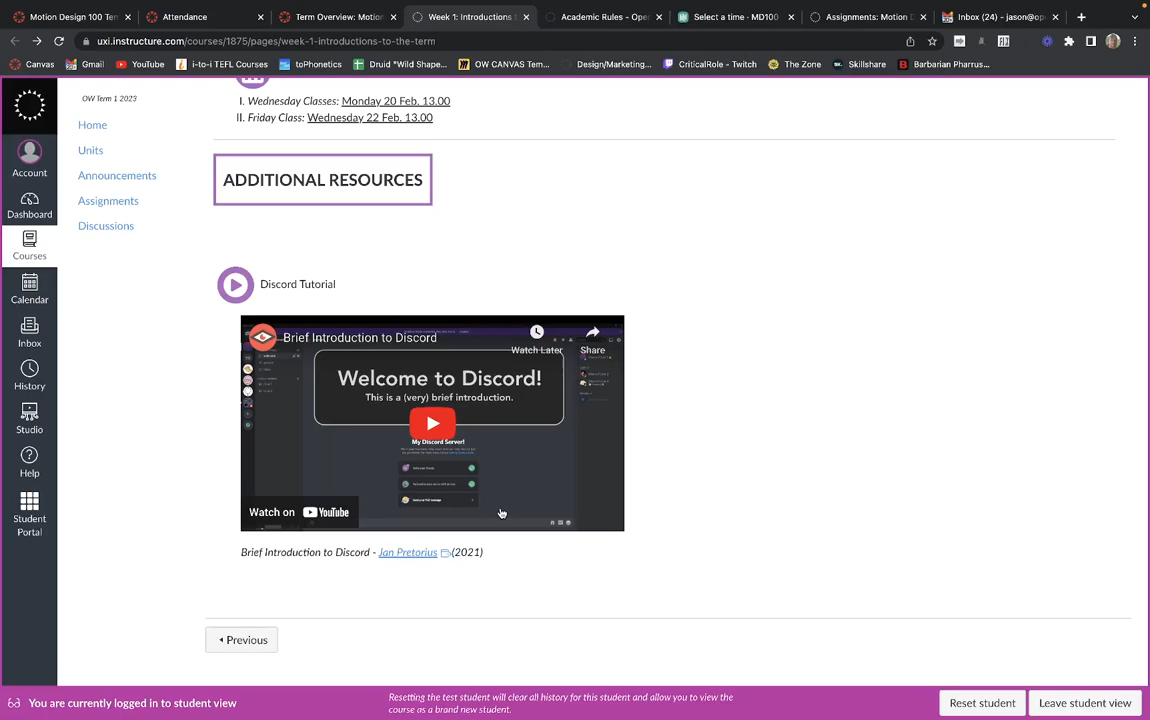 Motion Design 100 Ter
Attendance
Term Overview: Motion
Week 1: Introductions
Academic Rules - Ope
Select a time - MD100
Assignments: Motion D
Inbox (24) - jason@op
uxi.instructure.com/courses/1875/pages/week-1-introductions-to-the-term
Canvas
Gmail
YouTube
i-to-i TEFL Courses
toPhonetics
Druid "Wild Shape...
OW CANVAS Tem...
Design/Marketing...
CriticalRole - Twitch
The Zone
Skillshare
Barbarian Pharrus...
Account
Dashboard
Courses
Calendar
Inbox
History
Studio
Help
Student
Portal
OW Term 1 2023
Home
Units
Announcements
Assignments
Discussions
I. Wednesday Classes: Monday 20 Feb, 13.00
II. Friday Class: Wednesday 22 Feb, 13.00
ADDITIONAL RESOURCES
Discord Tutorial
Brief Introduction to Discord
Watch Later
Share
Welcome to Discord!
This is a (very) brief introduction.
My Discord Server!
Watch on YouTube
Brief Introduction to Discord - Jan Pretorius (2021)
Previous
You are currently logged in to student view
Resetting the test student will clear all history for this student and allow you to view the
course as a brand new student.
Reset student
Leave student view